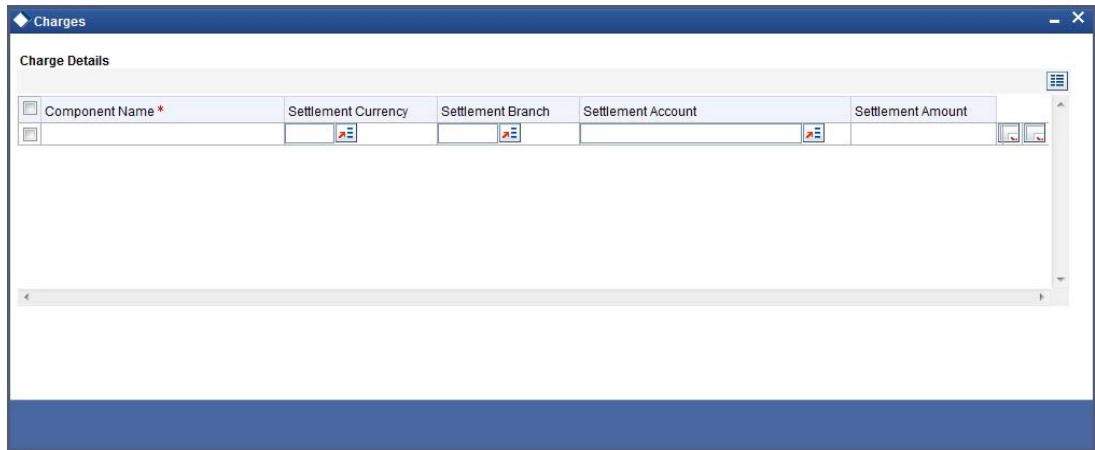 Charges
Charge Details
Component Name * Settlement Currency Settlement Branch Settlement Account Settlement Amount